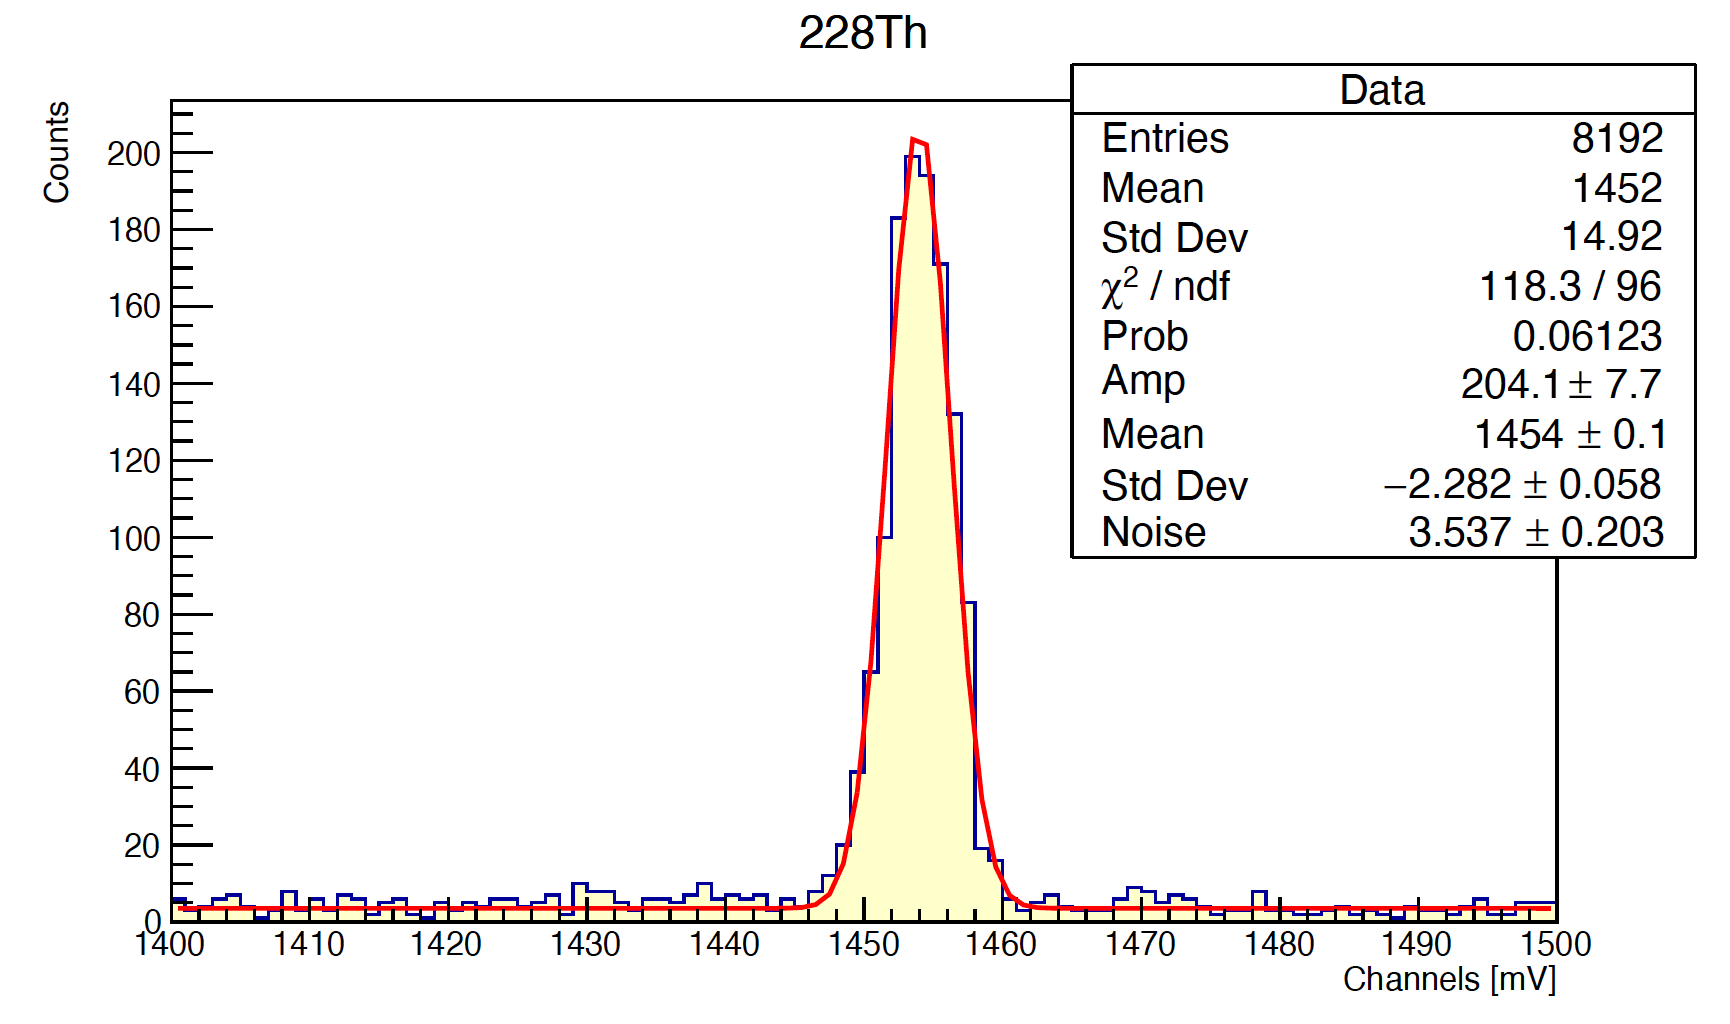 228Th
Counts
Data
Entries 8192
Mean 1452
Std Dev 14.92
χ² / ndf 118.3 / 96
Prob 0.06123
Amp 204.1 ± 7.7
Mean 1454 ± 0.1
Std Dev −2.282 ± 0.058
Noise 3.537 ± 0.203
200
180
160
140
120
100
80
60
40
20
0
1400 1410 1420 1430 1440 1450 1460 1470 1480 1490 1500
Channels [mV]